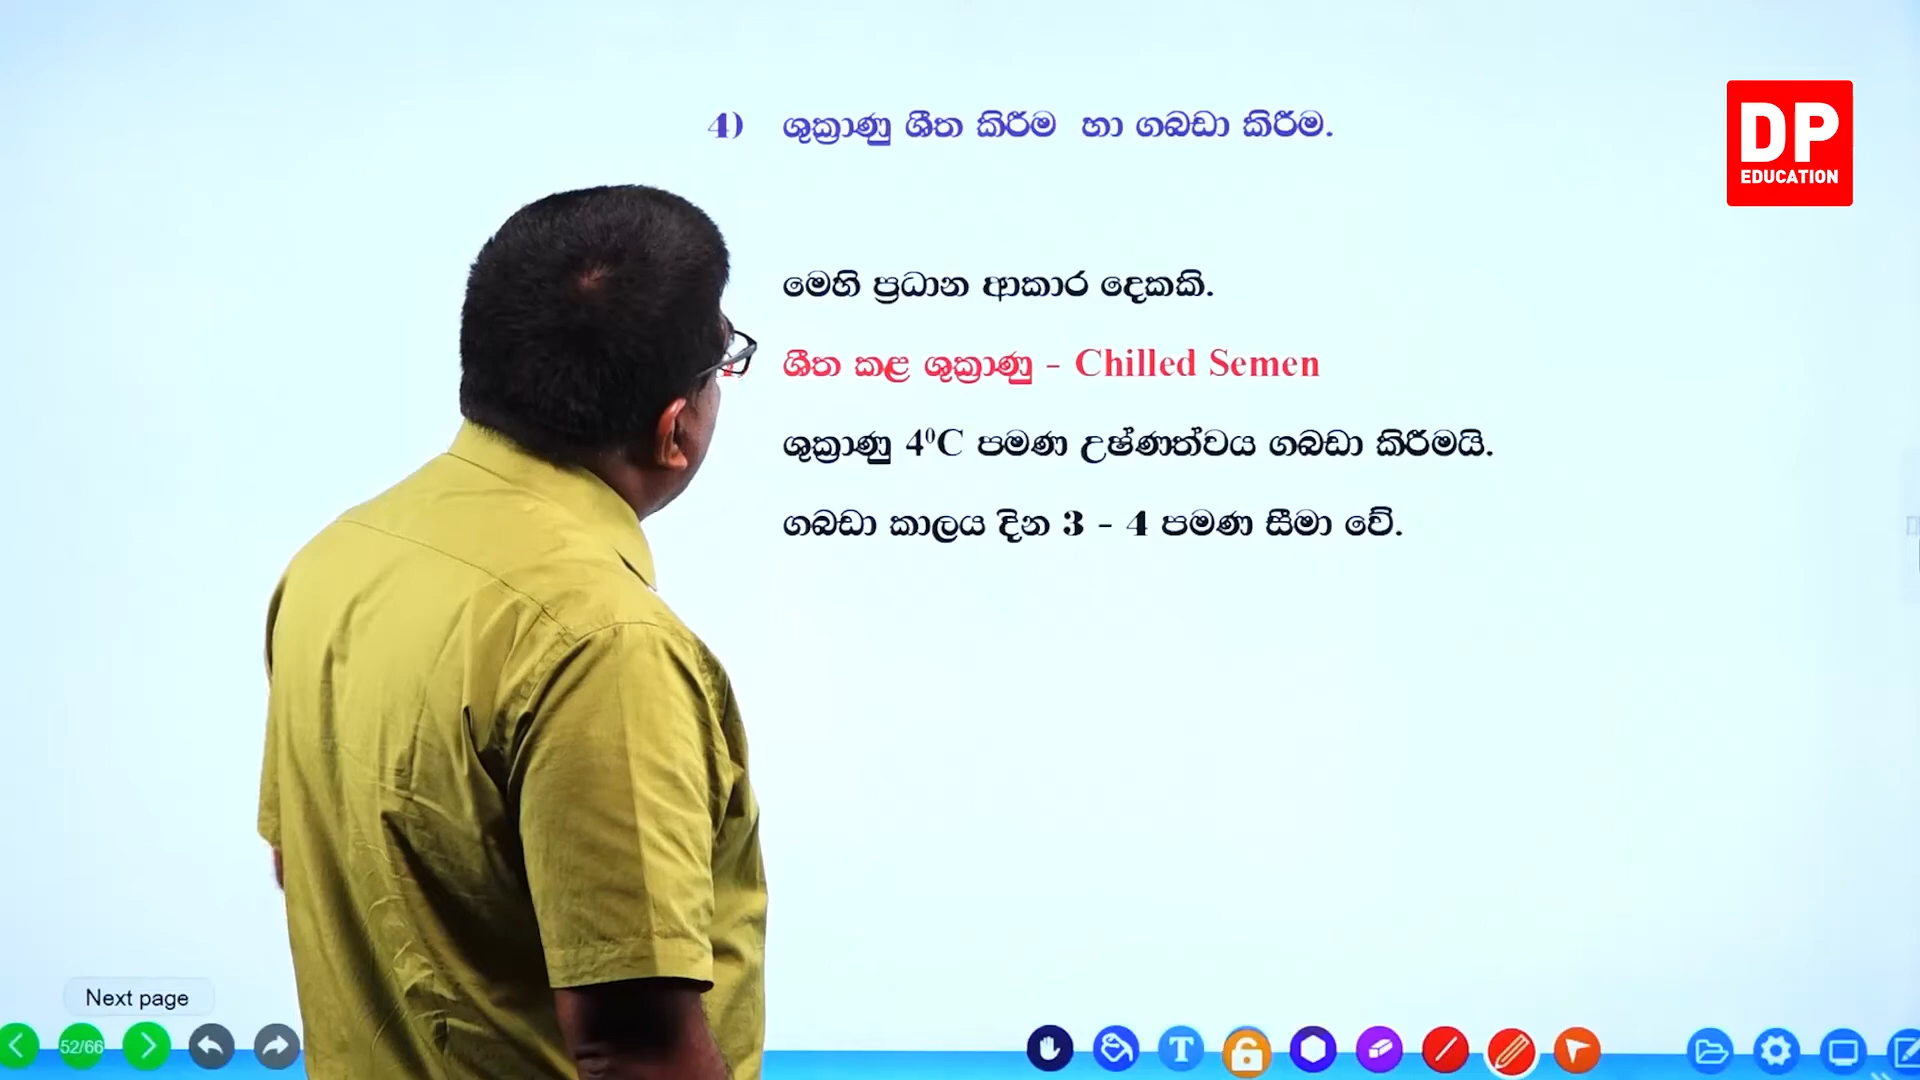 DP
EDUCATION
4) ශුක්‍රාණු ශීත කිරීම හා ගබඩා කිරීම.
මෙහි ප්‍රධාන ආකාර දෙකකි.
ශීත කළ ශුක්‍රාණු - Chilled Semen
ශුක්‍රාණු 4⁰C පමණ උෂ්ණත්වය ගබඩා කිරීමයි.
ගබඩා කාලය දින 3 - 4 පමණ සීමා වේ.
Next page
52/66
T